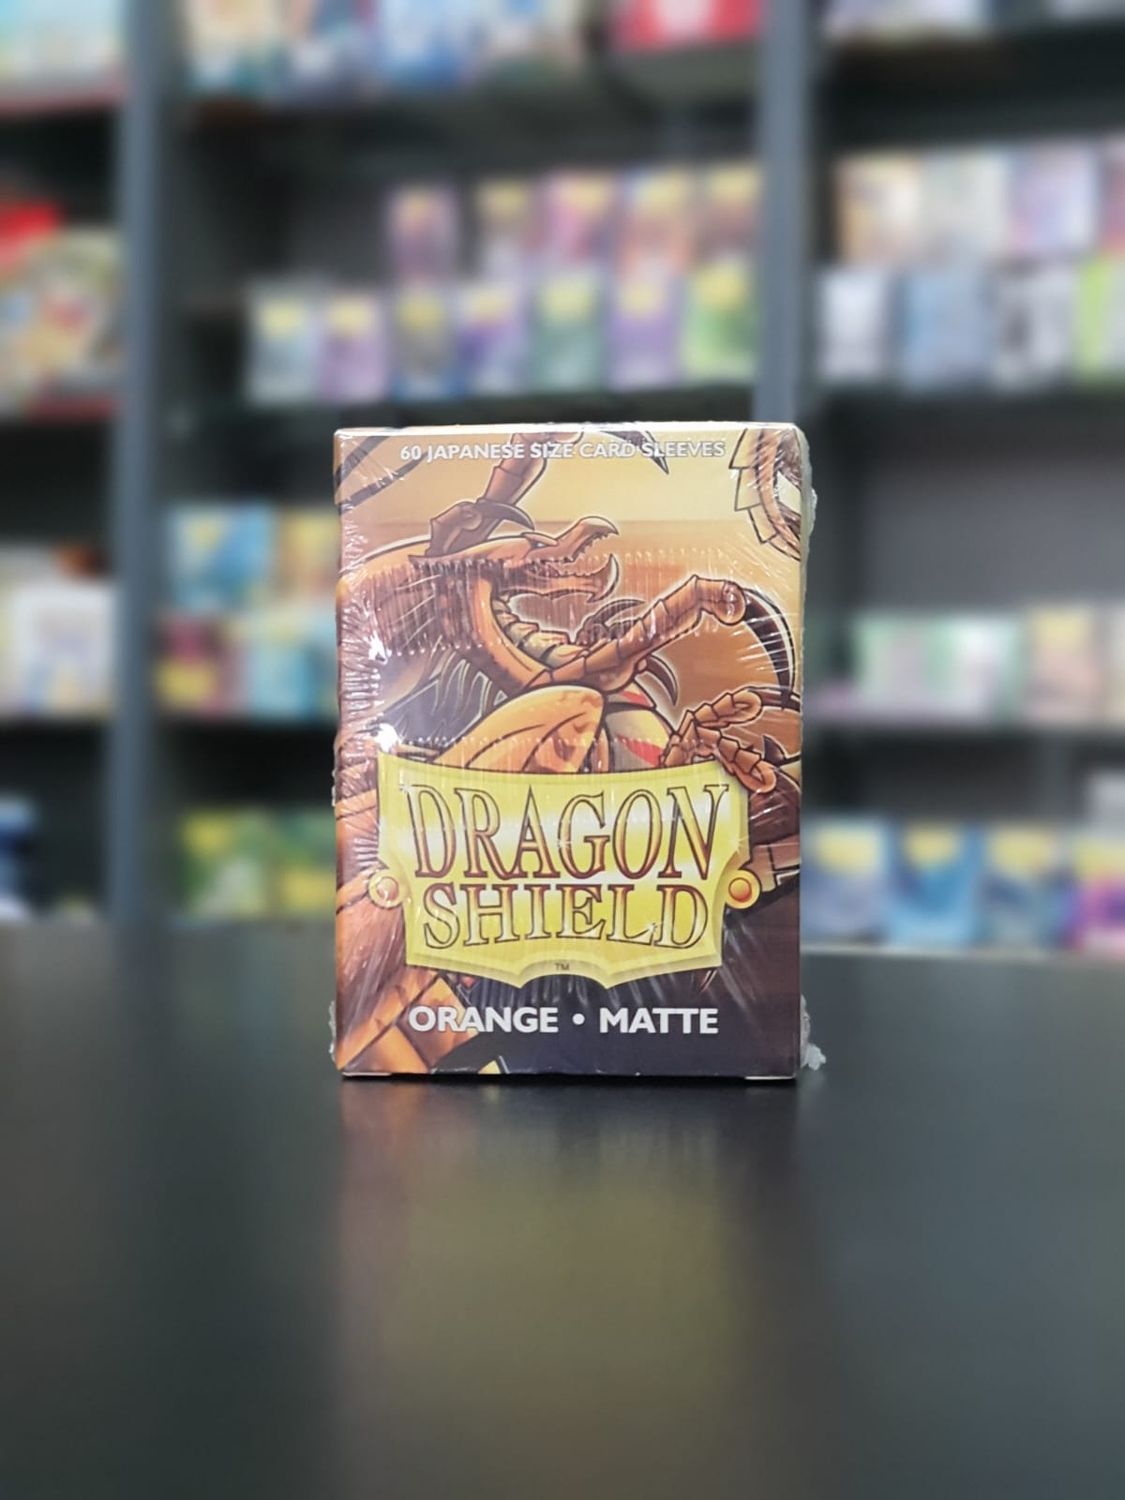 60 JAPANESE SIZE CARD SLEEVES
DRAGON
SHIELD
TM
ORANGE • MATTE